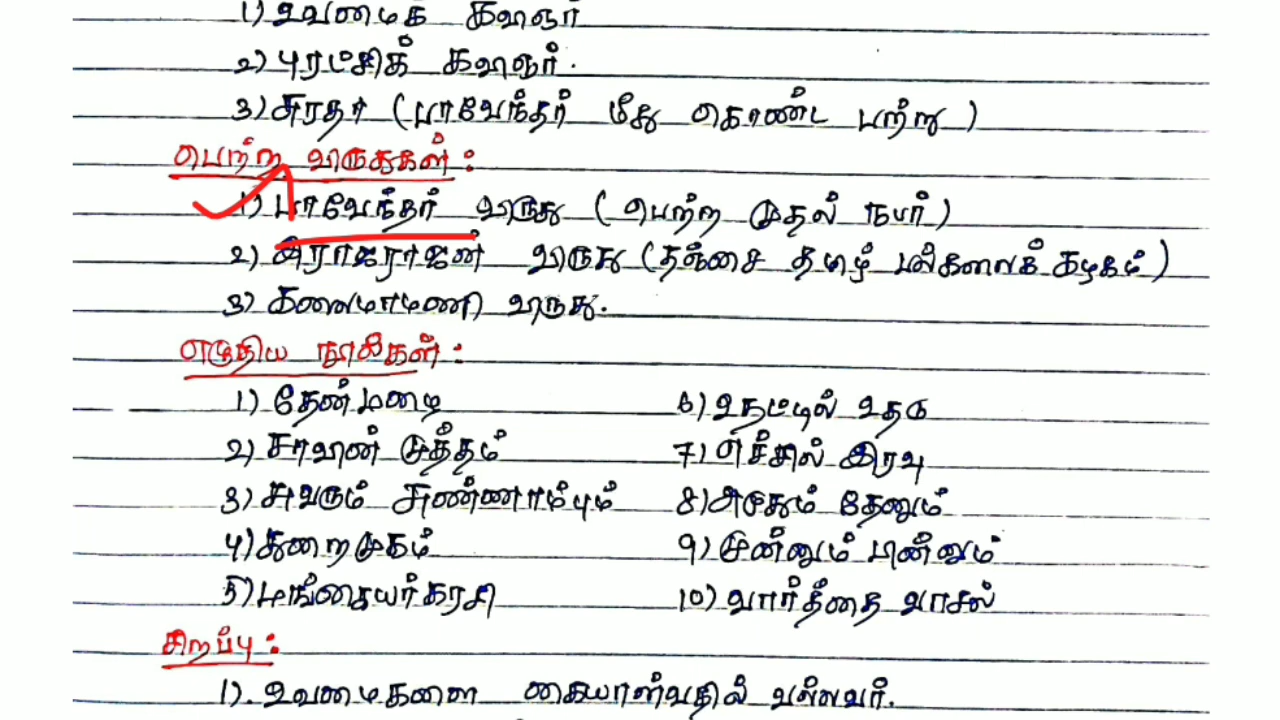 1) உவமைக் கவிஞர்
2) புரட்சிக் கவிஞர்.
3) சுரதா (பாவேந்தர் மீது கொண்ட பற்று)
பெற்ற விருதுகள் :
1) பாவேந்தர் விருது (பெற்ற முதல் நபர்)
2) இராஜராஜன் விருது (தஞ்சை தமிழ் பல்கலைக் கழகம்)
3) கலைமாமணி விருது.
எழுதிய நூல்கள் :
1) தேன்மழை
6) உதட்டில் உதடு
2) சாவின் முத்தம்
7) எச்சில் இரவு
3) சுவரும் சுண்ணாம்பும்
8) அமுதும் தேனும்
4) துறைமுகம்
9) முன்னும் பின்னும்
5) மங்கையர்க்கரசி
10) வார்த்தை வாசல்
சிறப்பு :
1). உவமைகளை கையாள்வதில் வல்லவர்.